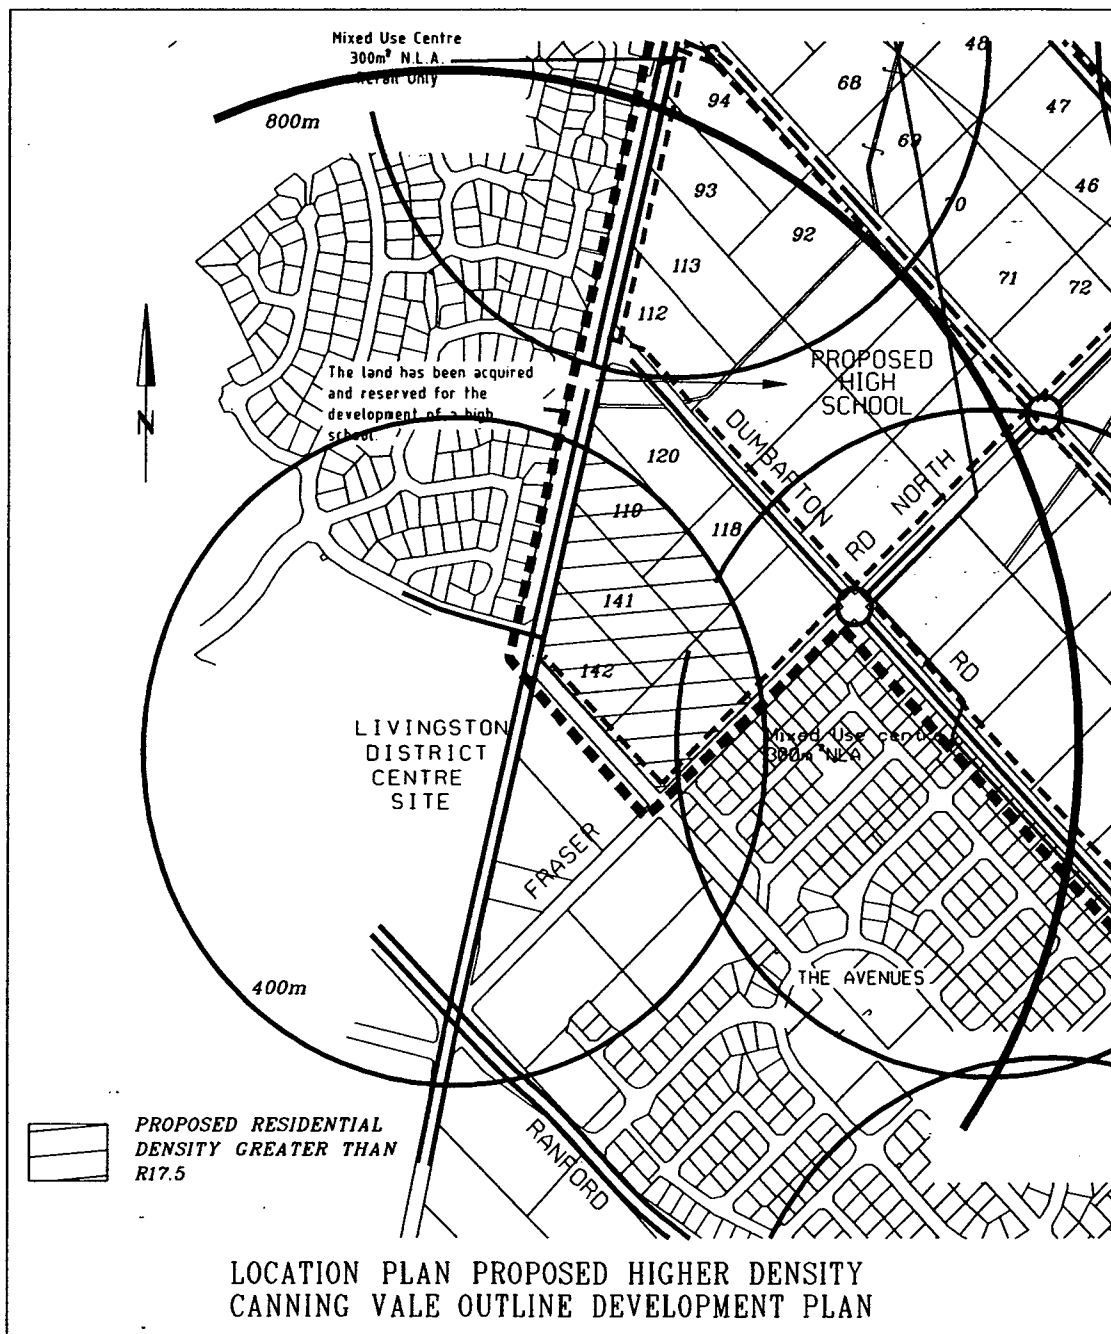 Mixed Use Centre
300m² N.L.A.
Retail Only
800m
48
94
68
47
69
93
46
70
92
113
71
72
112
PROPOSED
HIGH
SCHOOL
The land has been acquired
and reserved for the
development of a high
school.
N
DUMBARTON
RD
NORTH
120
119
118
141
142
RD
LIVINGSTON
DISTRICT
CENTRE
SITE
Mixed Use centre
300m² NLA
FRASER
THE AVENUES
400m
RANFORD
PROPOSED RESIDENTIAL
DENSITY GREATER THAN
R17.5
LOCATION PLAN PROPOSED HIGHER DENSITY
CANNING VALE OUTLINE DEVELOPMENT PLAN